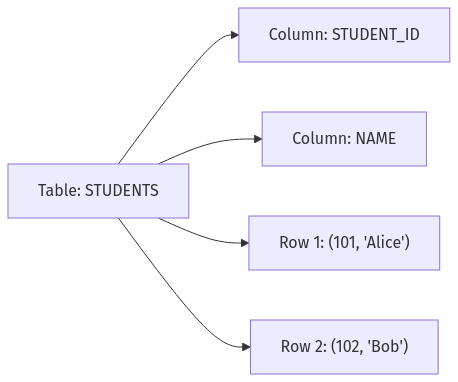 Column: STUDENT_ID
Column: NAME
Table: STUDENTS
Row 1: (101, 'Alice')
Row 2: (102, 'Bob')